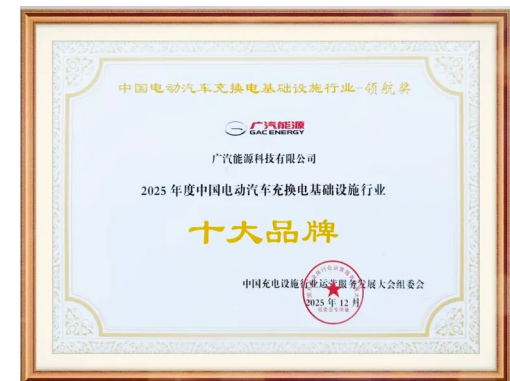 中国电动汽车充换电基础设施行业-领航奖
广汽能源
GAC ENERGY
广汽能源科技有限公司
2025 年度中国电动汽车充换电基础设施行业
十大品牌
中国充电设施行业运营服务发展大会组委会
2025 年 12 月